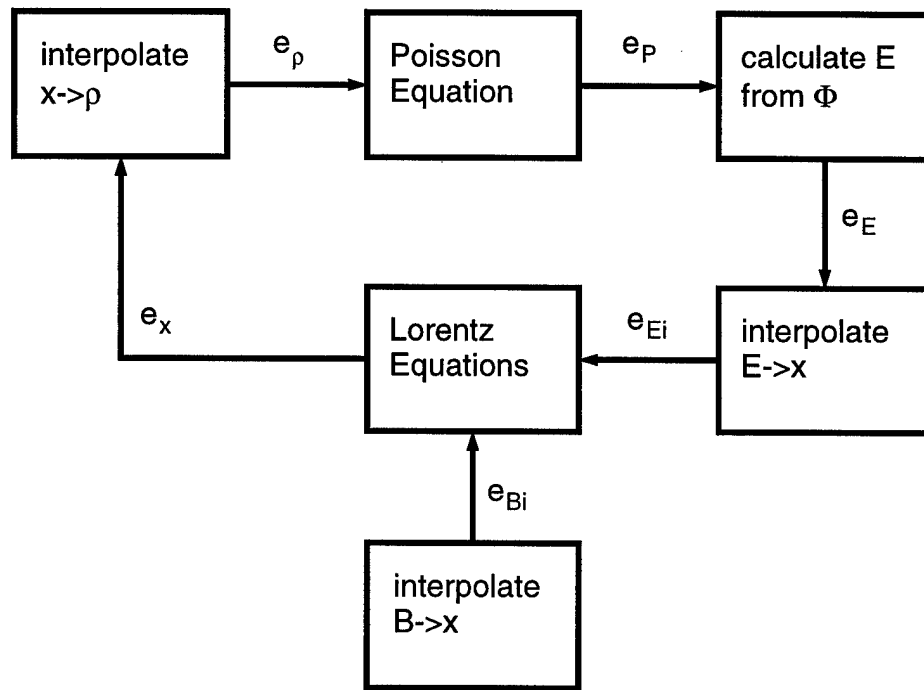 interpolate
x->ρ
e_ρ
Poisson
Equation
e_P
calculate E
from Φ
e_E
interpolate
E->x
e_Ei
Lorentz
Equations
e_x
e_Bi
interpolate
B->x